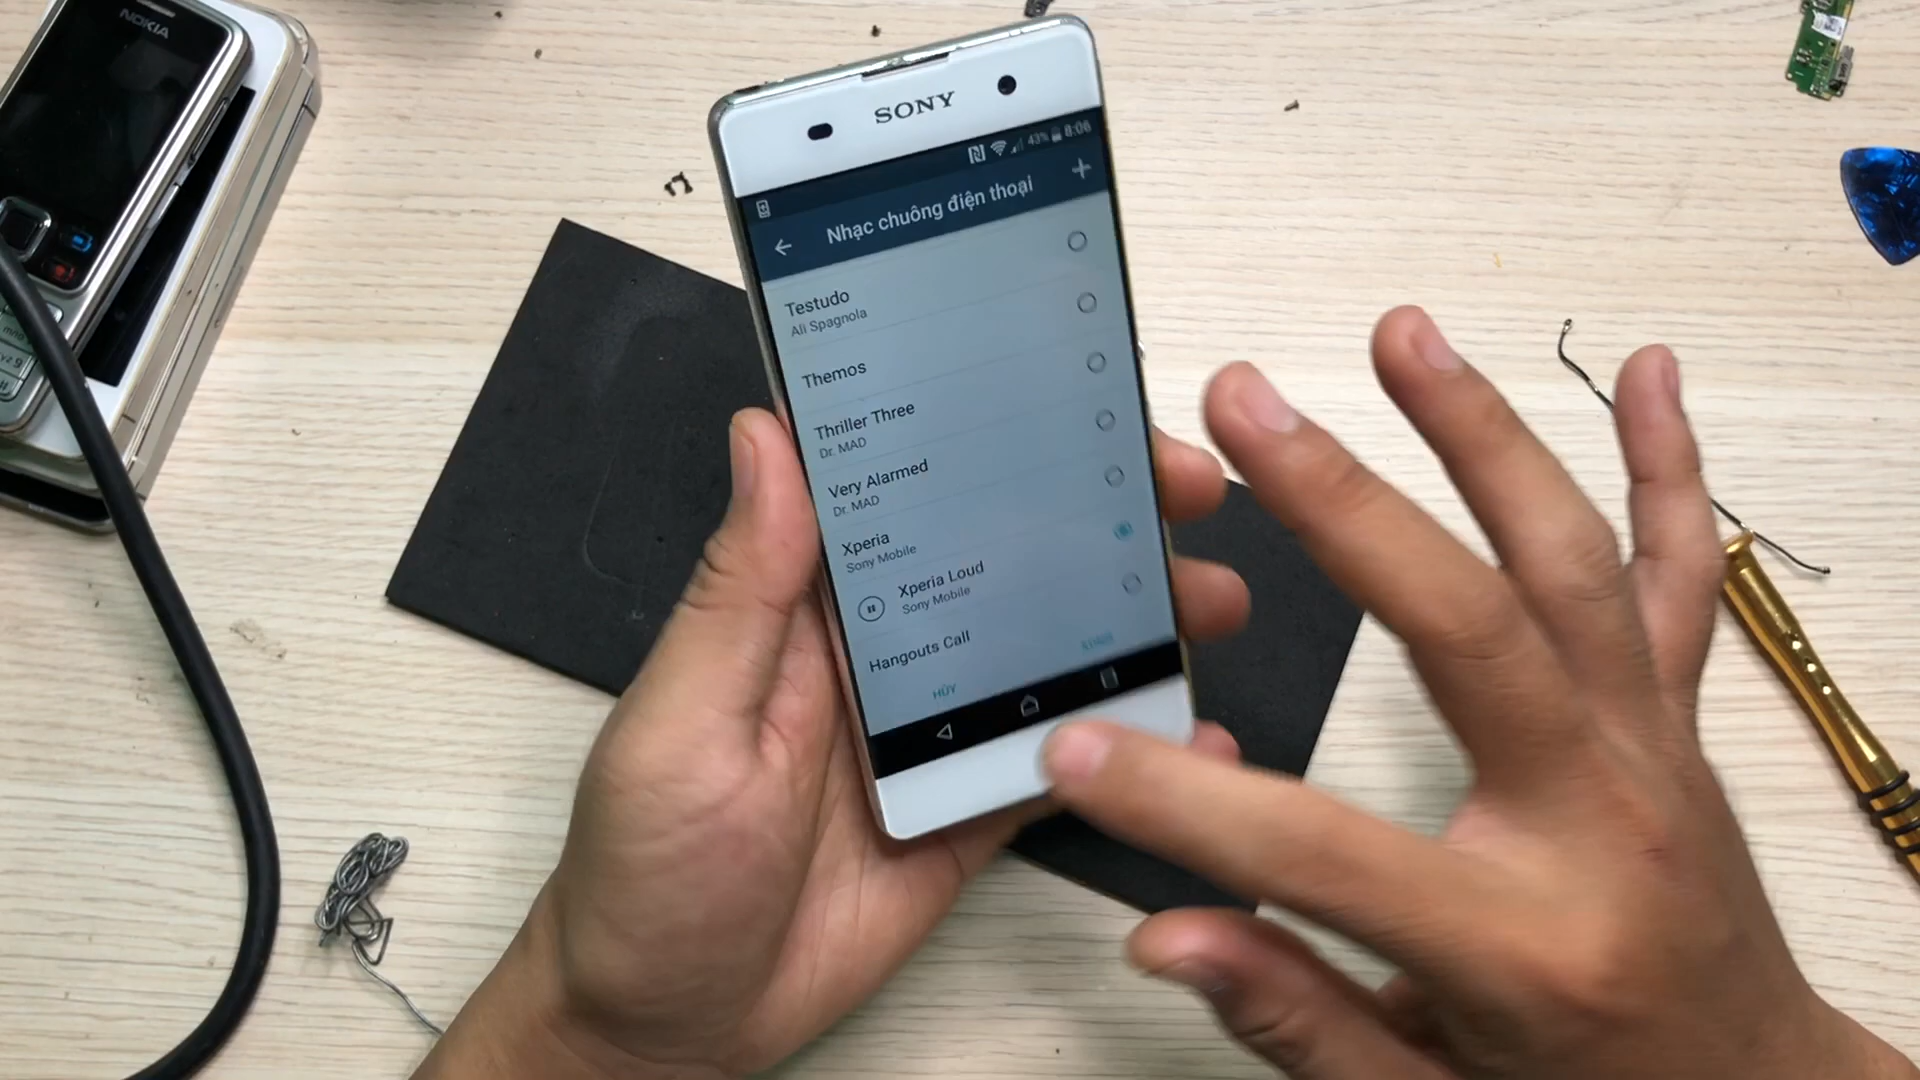 NOKIA
SONY
43% 8:06
Nhạc chuông điện thoại
Testudo
Ali Spagnola
Themos
Thriller Three
Dr. MAD
Very Alarmed
Dr. MAD
Xperia
Sony Mobile
Xperia Loud
Sony Mobile
Hangouts Call
HỦY